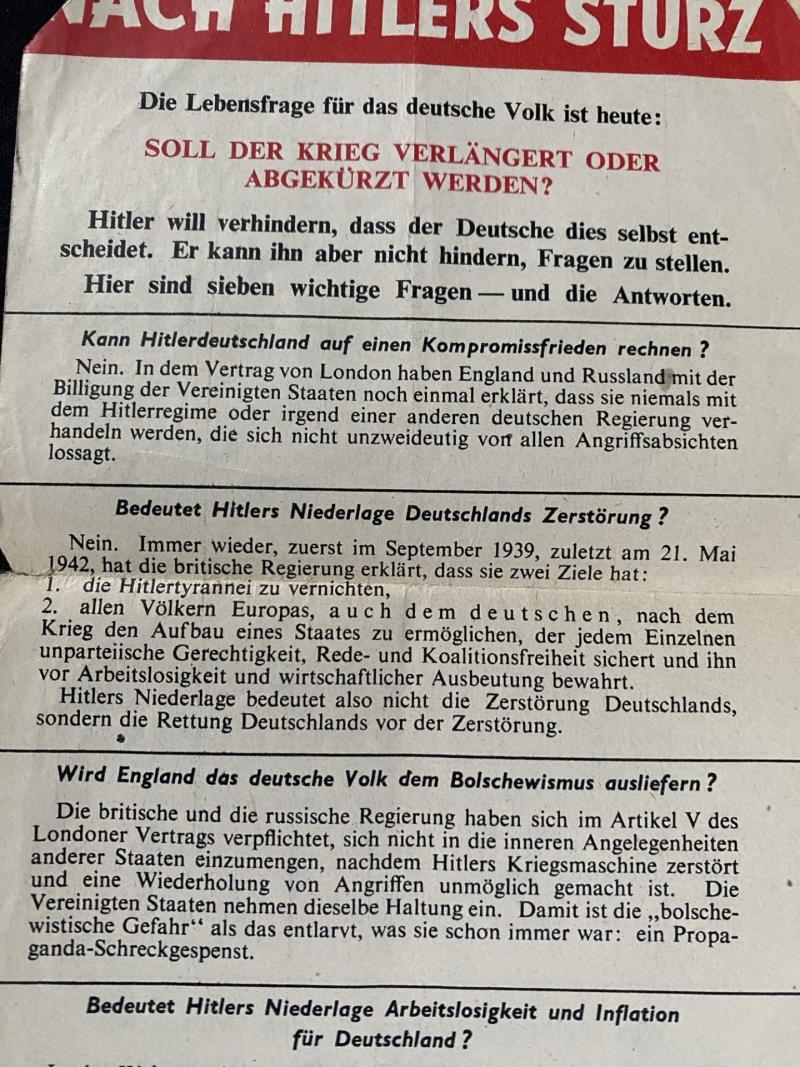 NACH HITLERS STURZ
Die Lebensfrage für das deutsche Volk ist heute:
SOLL DER KRIEG VERLÄNGERT ODER
ABGEKÜRZT WERDEN?
Hitler will verhindern, dass der Deutsche dies selbst ent-
scheidet. Er kann ihn aber nicht hindern, Fragen zu stellen.
Hier sind sieben wichtige Fragen — und die Antworten.
Kann Hitlerdeutschland auf einen Kompromissfrieden rechnen?
Nein. In dem Vertrag von London haben England und Russland mit der
Billigung der Vereinigten Staaten noch einmal erklärt, dass sie niemals mit
dem Hitlerregime oder irgend einer anderen deutschen Regierung ver-
handeln werden, die sich nicht unzweideutig von allen Angriffsabsichten
lossagt.
Bedeutet Hitlers Niederlage Deutschlands Zerstörung?
Nein. Immer wieder, zuerst im September 1939, zuletzt am 21. Mai
1942, hat die britische Regierung erklärt, dass sie zwei Ziele hat:
1. die Hitlertyrannei zu vernichten,
2. allen Völkern Europas, auch dem deutschen, nach dem
Krieg den Aufbau eines Staates zu ermöglichen, der jedem Einzelnen
unparteiische Gerechtigkeit, Rede- und Koalitionsfreiheit sichert und ihn
vor Arbeitslosigkeit und wirtschaftlicher Ausbeutung bewahrt.
Hitlers Niederlage bedeutet also nicht die Zerstörung Deutschlands,
sondern die Rettung Deutschlands vor der Zerstörung.
Wird England das deutsche Volk dem Bolschewismus ausliefern?
Die britische und die russische Regierung haben sich im Artikel V des
Londoner Vertrags verpflichtet, sich nicht in die inneren Angelegenheiten
anderer Staaten einzumengen, nachdem Hitlers Kriegsmaschine zerstört
und eine Wiederholung von Angriffen unmöglich gemacht ist. Die
Vereinigten Staaten nehmen dieselbe Haltung ein. Damit ist die „bolsche-
wistische Gefahr“ als das entlarvt, was sie schon immer war: ein Propa-
ganda-Schreckgespenst.
Bedeutet Hitlers Niederlage Arbeitslosigkeit und Inflation
für Deutschland?